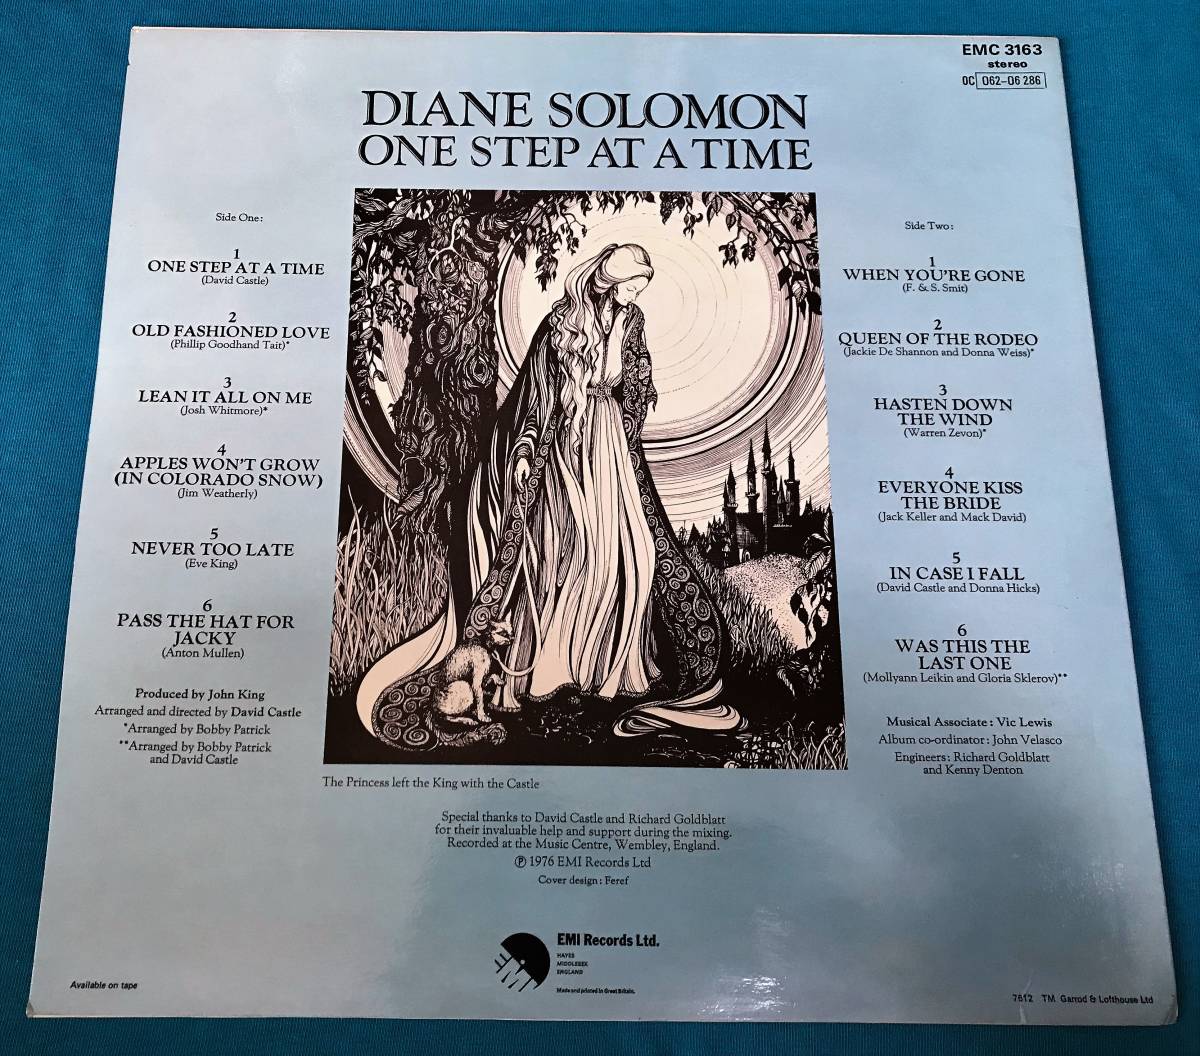 EMC 3163
stereo
OC 062-06 286
DIANE SOLOMON
ONE STEP AT A TIME
Side One:
1
ONE STEP AT A TIME
(David Castle)
2
OLD FASHIONED LOVE
(Phillip Goodhand Tait)*
3
LEAN IT ALL ON ME
(Josh Whitmore)*
4
APPLES WON'T GROW
(IN COLORADO SNOW)
(Jim Weatherly)
5
NEVER TOO LATE
(Eve King)
6
PASS THE HAT FOR
JACKY
(Anton Mullen)
Produced by John King
Arranged and directed by David Castle
*Arranged by Bobby Patrick
**Arranged by Bobby Patrick
and David Castle
Side Two:
1
WHEN YOU'RE GONE
(F. & S. Smit)
2
QUEEN OF THE RODEO
(Jackie De Shannon and Donna Weiss)*
3
HASTEN DOWN
THE WIND
(Warren Zevon)*
4
EVERYONE KISS
THE BRIDE
(Jack Keller and Mack David)
5
IN CASE I FALL
(David Castle and Donna Hicks)
6
WAS THIS THE
LAST ONE
(Mollyann Leikin and Gloria Sklerov)**
Musical Associate: Vic Lewis
Album co-ordinator: John Velasco
Engineers: Richard Goldblatt
and Kenny Denton
The Princess left the King with the Castle
Special thanks to David Castle and Richard Goldblatt
for their invaluable help and support during the mixing.
Recorded at the Music Centre, Wembley, England.
℗ 1976 EMI Records Ltd
Cover design: Feref
EMI
EMI Records Ltd.
HAYES
MIDDLESEX
ENGLAND
Made and printed in Great Britain.
Available on tape
7612 TM Garrod & Lofthouse Ltd